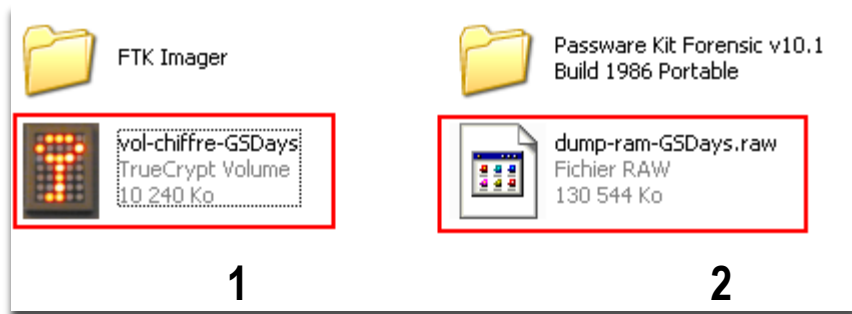 FTK Imager
Passware Kit Forensic v10.1
Build 1986 Portable
vol-chiffre-GSDays
TrueCrypt Volume
10 240 Ko
dump-ram-GSDays.raw
Fichier RAW
130 544 Ko
1
2